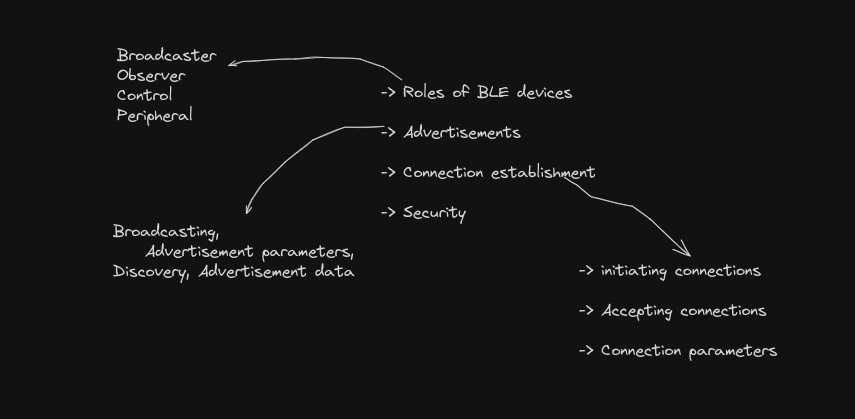 Broadcaster
Observer
Control
Peripheral
-> Roles of BLE devices
-> Advertisements
-> Connection establishment
-> Security
Broadcasting,
Advertisement parameters,
Discovery, Advertisement data
-> initiating connections
-> Accepting connections
-> Connection parameters